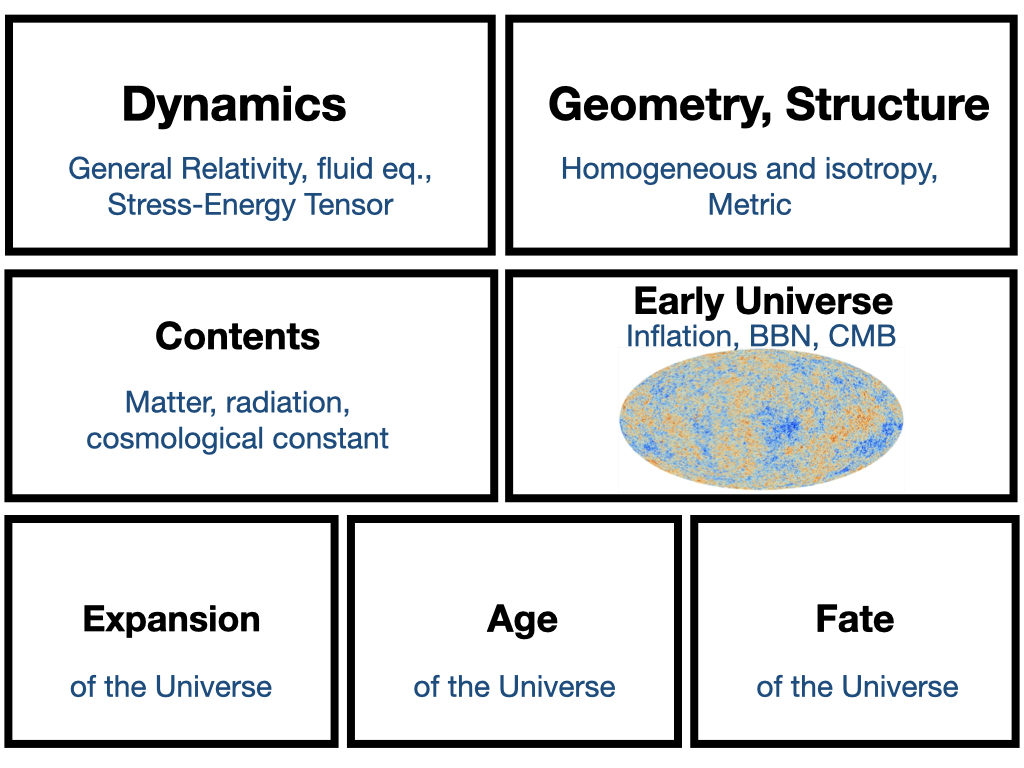 Dynamics
General Relativity, fluid eq.,
Stress-Energy Tensor
Geometry, Structure
Homogeneous and isotropy,
Metric
Contents
Matter, radiation,
cosmological constant
Early Universe
Inflation, BBN, CMB
Expansion
of the Universe
Age
of the Universe
Fate
of the Universe